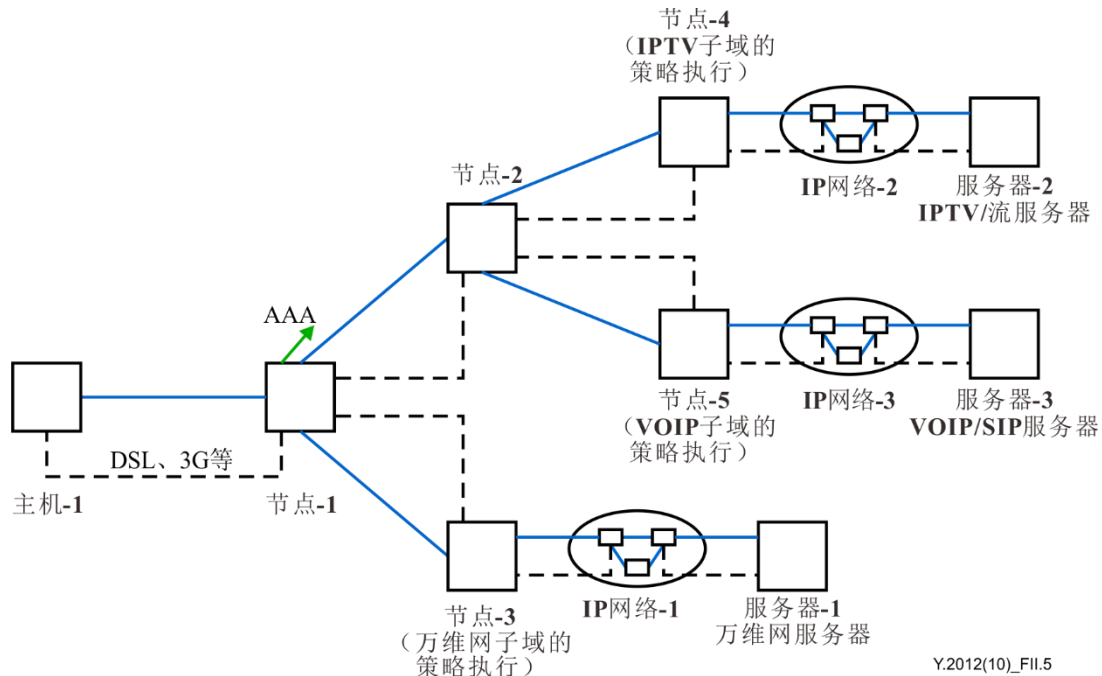 节点-4
（IPTV子域的
策略执行）
节点-2
IP网络-2
服务器-2
IPTV/流服务器
AAA
节点-5
（VOIP子域的
策略执行）
IP网络-3
服务器-3
VOIP/SIP服务器
DSL、3G等
主机-1
节点-1
节点-3
（万维网子域的
策略执行）
IP网络-1
服务器-1
万维网服务器
Y.2012(10)_FII.5